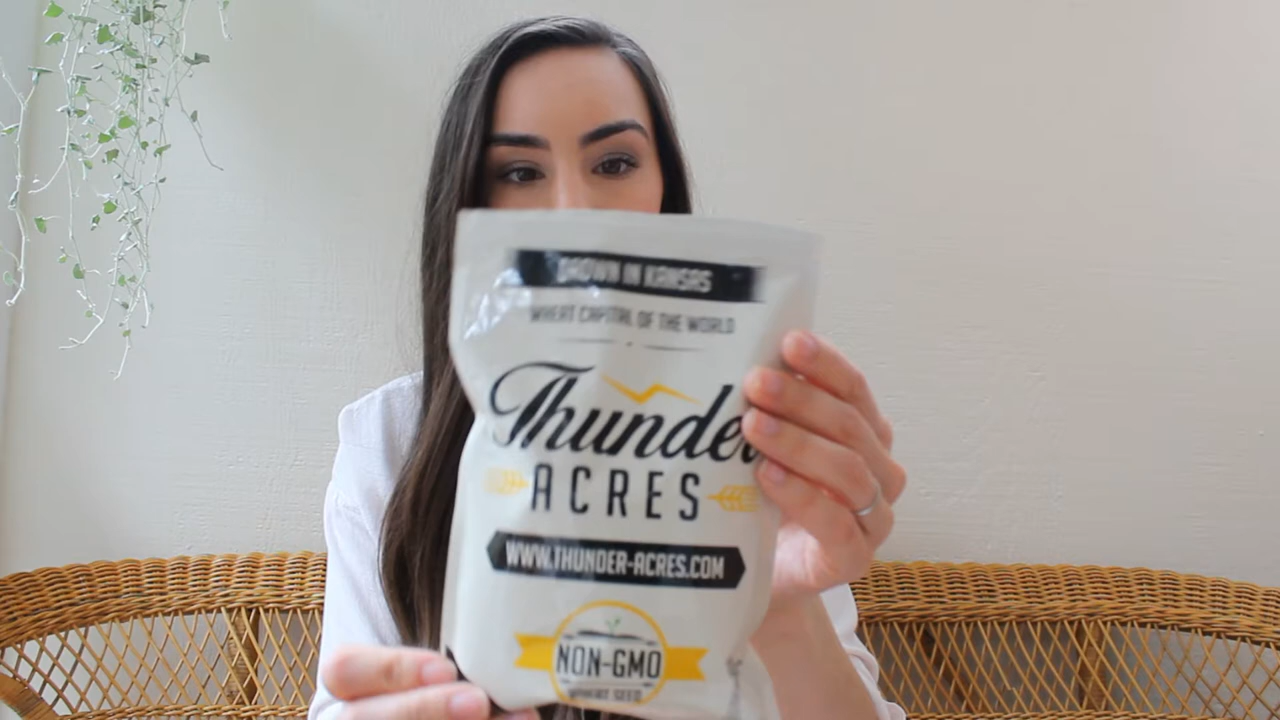 GROWN IN KANSAS
WHEAT CAPITAL OF THE WORLD
Thunder
ACRES
WWW.THUNDER-ACRES.COM
NON-GMO
WHEAT SEED